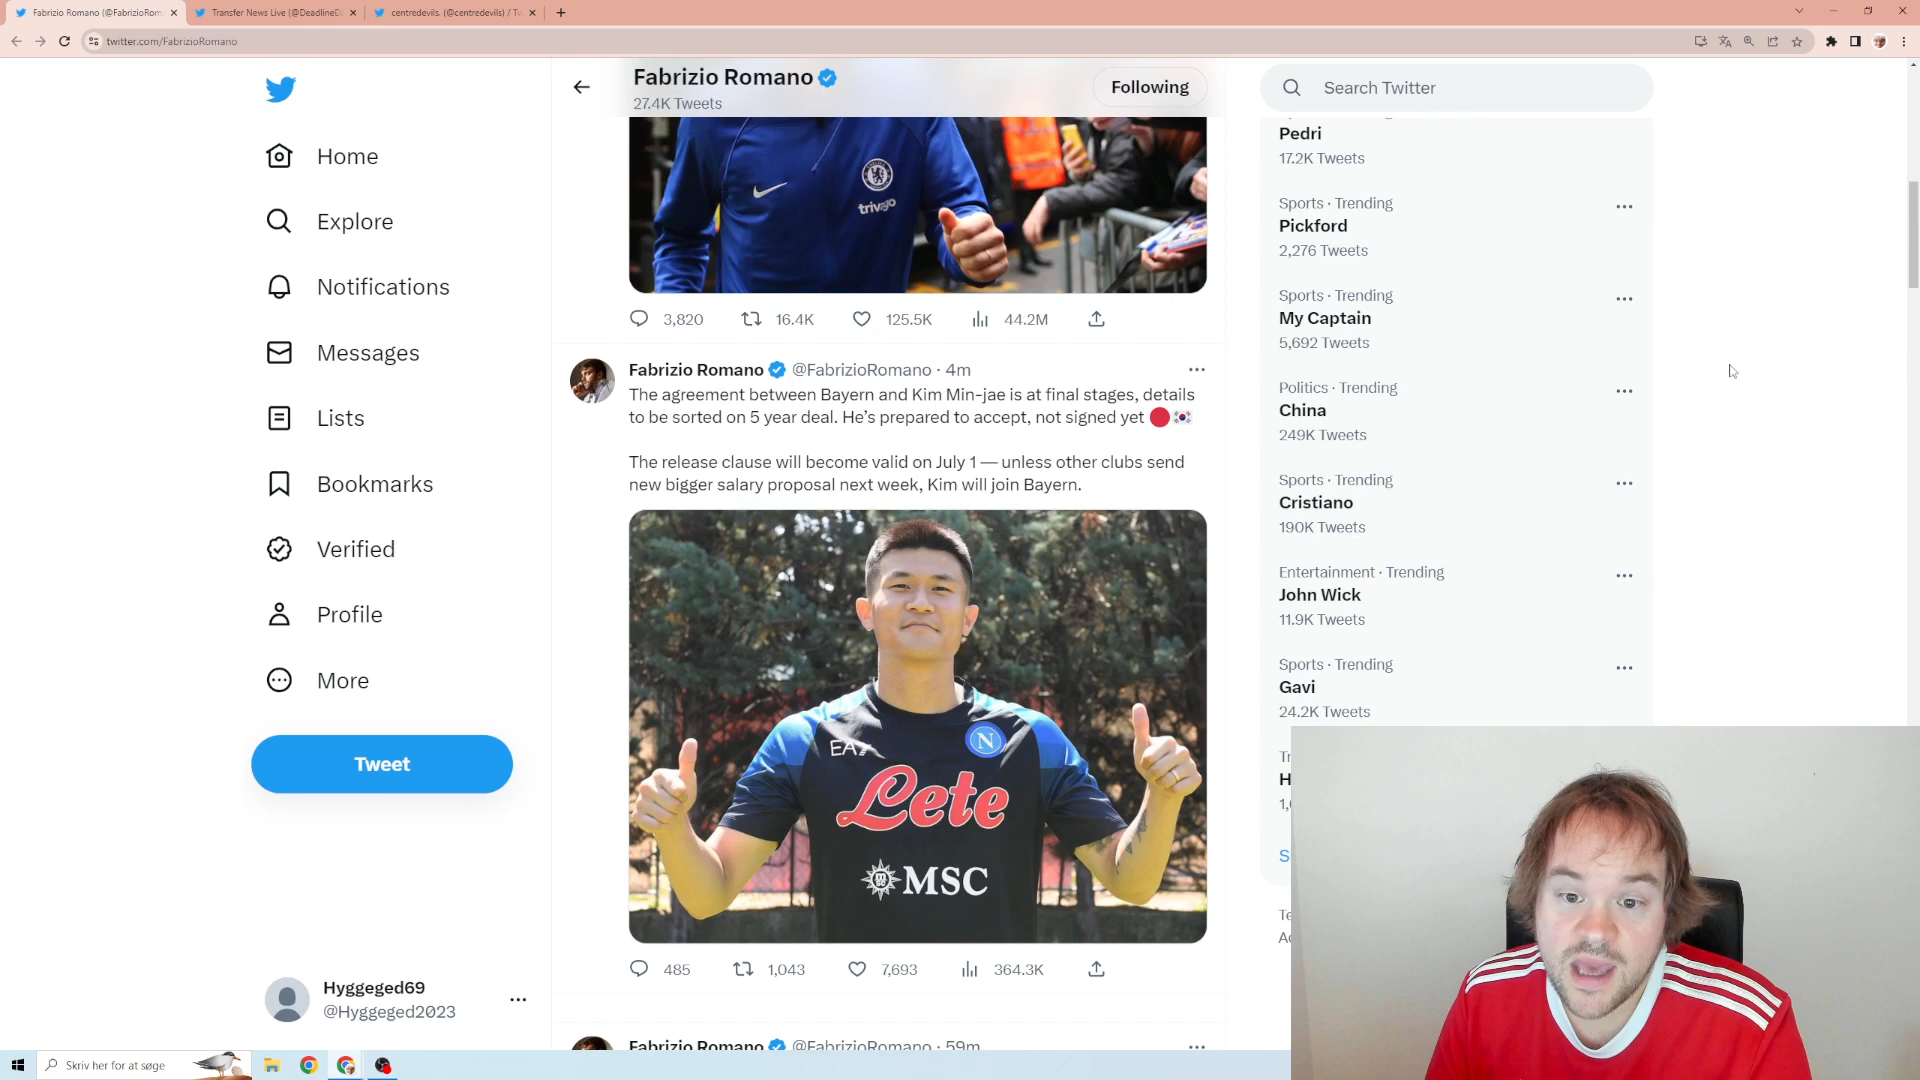 Fabrizio Romano (@FabrizioRom
Transfer News Live (@DeadlineD
centredevils. (@centredevils) / Tw
twitter.com/FabrizioRomano
Fabrizio Romano
27.4K Tweets
Following
Search Twitter
Home
Explore
Notifications
Messages
Lists
Bookmarks
Verified
Profile
More
Tweet
Hyggeged69
@Hyggeged2023
trivago
3,820
16.4K
125.5K
44.2M
Fabrizio Romano @FabrizioRomano · 4m
The agreement between Bayern and Kim Min-jae is at final stages, details
to be sorted on 5 year deal. He's prepared to accept, not signed yet
The release clause will become valid on July 1 — unless other clubs send
new bigger salary proposal next week, Kim will join Bayern.
EA7
N
Lete
MSC
485
1,043
7,693
364.3K
Fabrizio Romano @FabrizioRomano · 59m
Pedri
17.2K Tweets
Sports · Trending
Pickford
2,276 Tweets
Sports · Trending
My Captain
5,692 Tweets
Politics · Trending
China
249K Tweets
Sports · Trending
Cristiano
190K Tweets
Entertainment · Trending
John Wick
11.9K Tweets
Sports · Trending
Gavi
24.2K Tweets
Skriv her for at søge